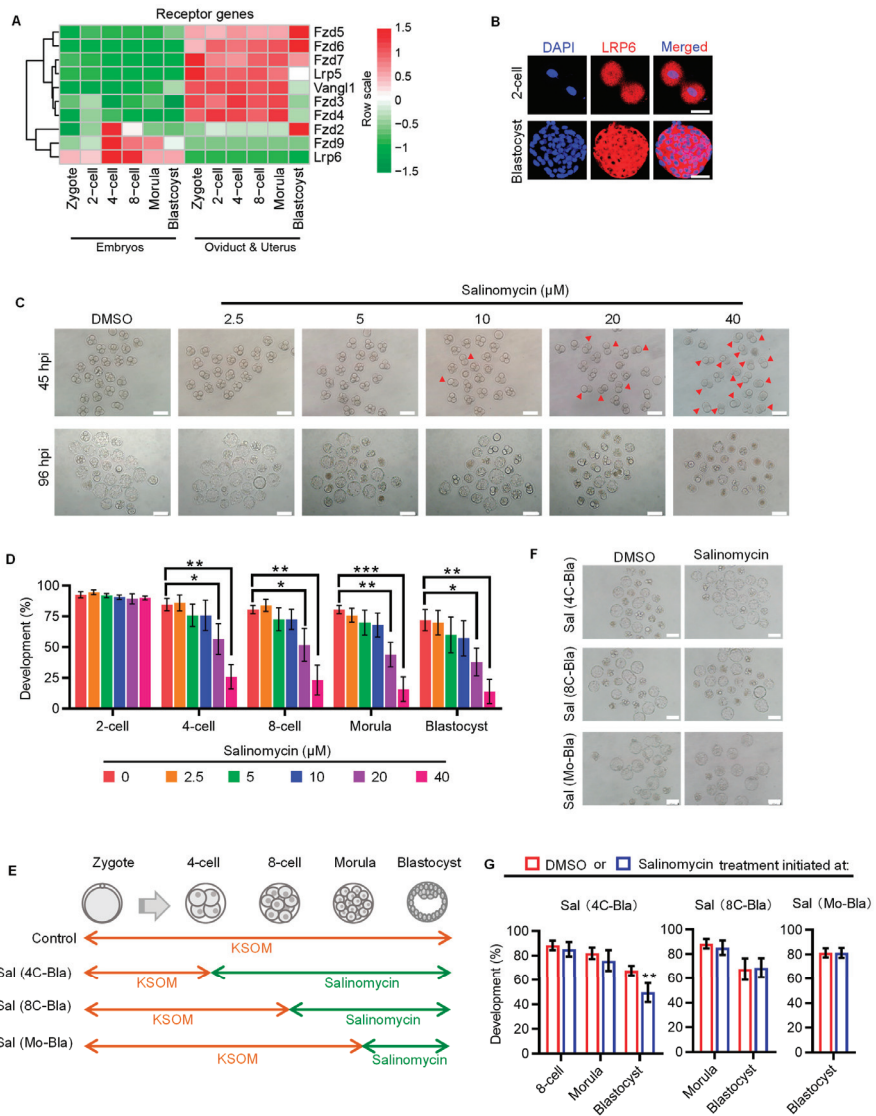 A
Receptor genes
Fzd5
Fzd6
Fzd7
Lrp5
Vangl1
Fzd3
Fzd4
Fzd2
Fzd9
Lrp6
1.5
1
0.5
0
−0.5
−1
−1.5
Row scale
Zygote
2−cell
4−cell
8−cell
Morula
Blastcoyst
Zygote
2−cell
4−cell
8−cell
Morula
Blastcoyst
Embryos
Oviduct & Uterus
B
DAPI
LRP6
Merged
2-cell
Blastocyst
C
Salinomycin (μM)
DMSO
2.5
5
10
20
40
45 hpi
96 hpi
D
Development (%)
100
75
50
25
0
** * ** * *** ** ** *
2-cell
4-cell
8-cell
Morula
Blastocyst
Salinomycin (μM)
0
2.5
5
10
20
40
F
DMSO
Salinomycin
Sal (4C-Bla)
Sal (8C-Bla)
Sal (Mo-Bla)
E
Zygote
4-cell
8-cell
Morula
Blastocyst
Control
KSOM
Sal (4C-Bla)
KSOM
Salinomycin
Sal (8C-Bla)
KSOM
Salinomycin
Sal (Mo-Bla)
KSOM
Salinomycin
G
DMSO or Salinomycin treatment initiated at:
Sal (4C-Bla)
Sal (8C-Bla)
Sal (Mo-Bla)
Development (%)
100
80
60
40
20
0
**
8-cell
Morula
Blastocyst
100
80
60
40
20
0
Morula
Blastocyst
100
80
60
40
20
0
Blastocyst